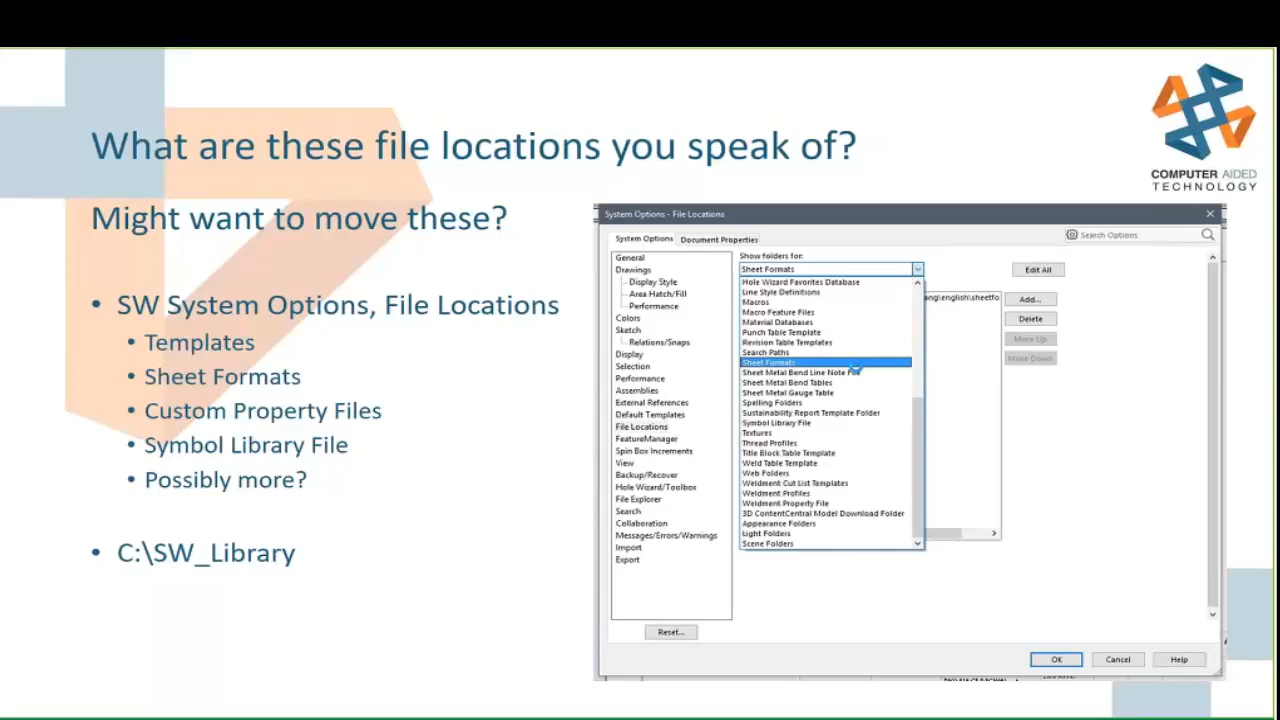 COMPUTER AIDED
TECHNOLOGY
What are these file locations you speak of?
Might want to move these?
• SW System Options, File Locations
• Templates
• Sheet Formats
• Custom Property Files
• Symbol Library File
• Possibly more?
• C:\SW_Library
System Options - File Locations
System Options
Document Properties
Search Options
General
Drawings
Display Style
Area Hatch/Fill
Performance
Colors
Sketch
Relations/Snaps
Display
Selection
Performance
Assemblies
External References
Default Templates
File Locations
FeatureManager
Spin Box Increments
View
Backup/Recover
Hole Wizard/Toolbox
File Explorer
Search
Collaboration
Messages/Errors/Warnings
Import
Export
Reset...
Show folders for:
Sheet Formats
Hole Wizard Favorites Database
Line Style Definitions
Macros
Macro Feature Files
Material Databases
Punch Table Template
Revision Table Templates
Search Paths
Sheet Formats
Sheet Metal Bend Line Note
Sheet Metal Bend Tables
Sheet Metal Gauge Table
Spelling Folders
Sustainability Report Template Folder
Symbol Library File
Textures
Thread Profiles
Title Block Table Template
Weld Table Template
Web Folders
Weldment Cut List Templates
Weldment Profiles
Weldment Property File
3D ContentCentral Model Download Folder
Appearance Folders
Light Folders
Scene Folders
ang\english\sheetfo
Edit All
Add...
Delete
Move Up
Move Down
OK
Cancel
Help